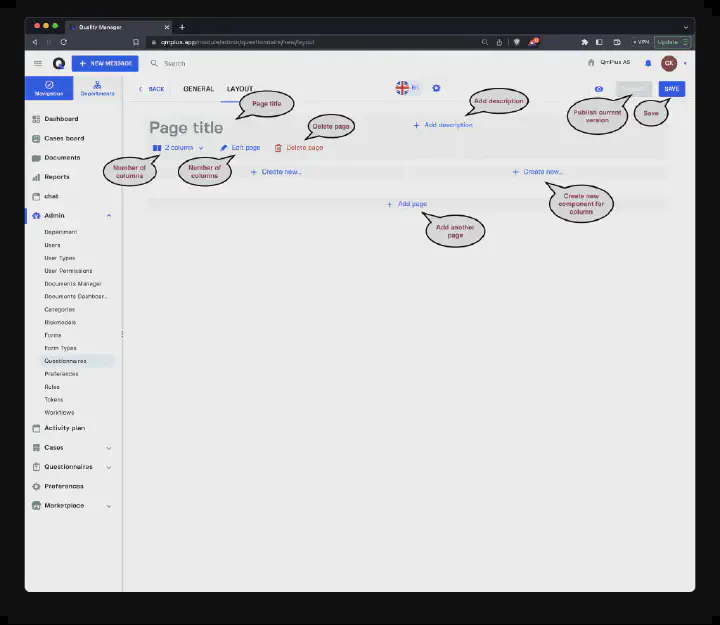 Quality Manager
qmplus.app/module/admin/questionnaire/new/layout
VPN
Update
NEW MESSAGE
Search
QmPlus AS
CK
Navigation
Departments
BACK
GENERAL
LAYOUT
En
SAVE
Page title
Add description
Publish current
version
Save
Dashboard
Cases board
Documents
Reports
chat
Admin
Department
Users
User Types
User Permissions
Documents Manager
Documents Dashboar...
Categories
Riskmodels
Forms
Form Types
Questionnaires
Preferences
Rules
Tokens
Workflows
Activity plan
Cases
Questionnaires
Preferences
Marketplace
Page title
Delete page
Add description
2 column
Edit page
Delete page
Number of
columns
Number of
columns
Create new...
Create new...
Create new
component for
column
Add page
Add another
page